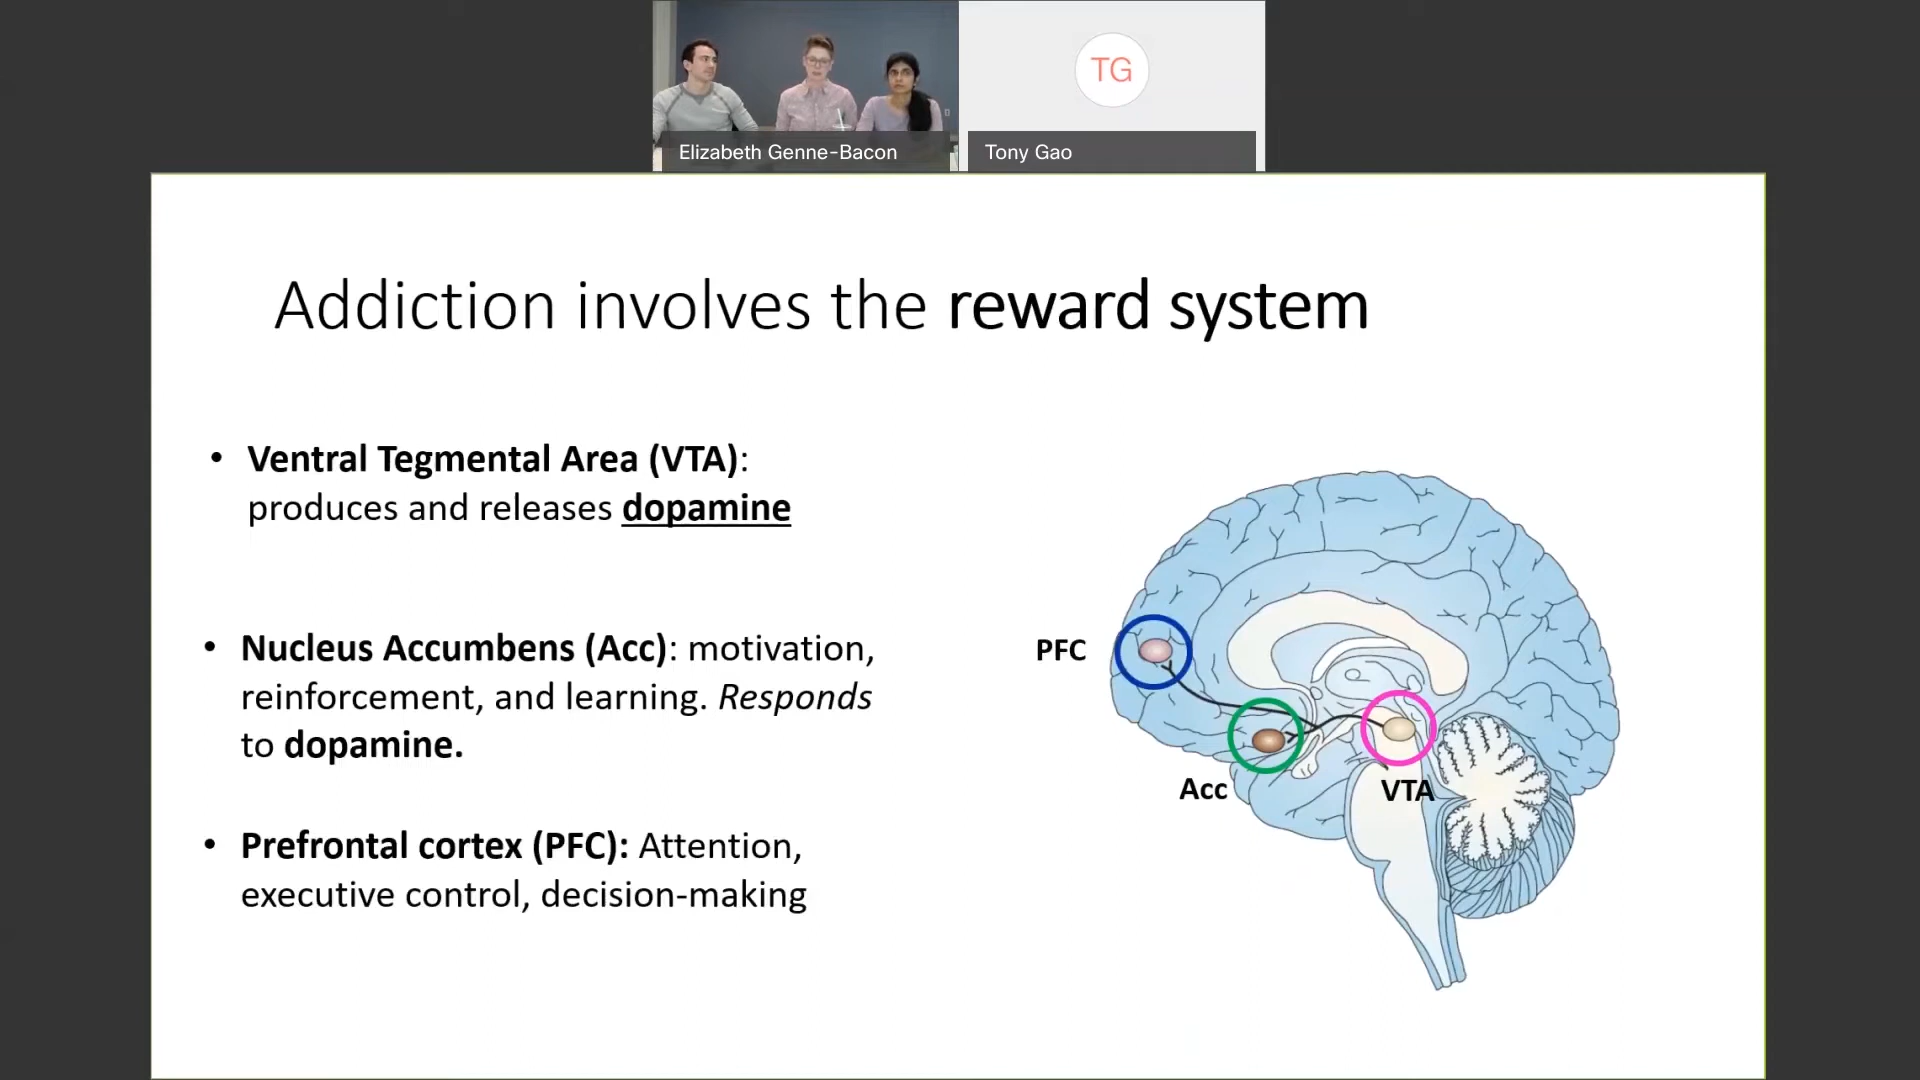 TG
Elizabeth Genne-Bacon
Tony Gao
Addiction involves the reward system
• Ventral Tegmental Area (VTA):
produces and releases dopamine
• Nucleus Accumbens (Acc): motivation,
reinforcement, and learning. Responds
to dopamine.
• Prefrontal cortex (PFC): Attention,
executive control, decision-making
PFC
Acc
VTA